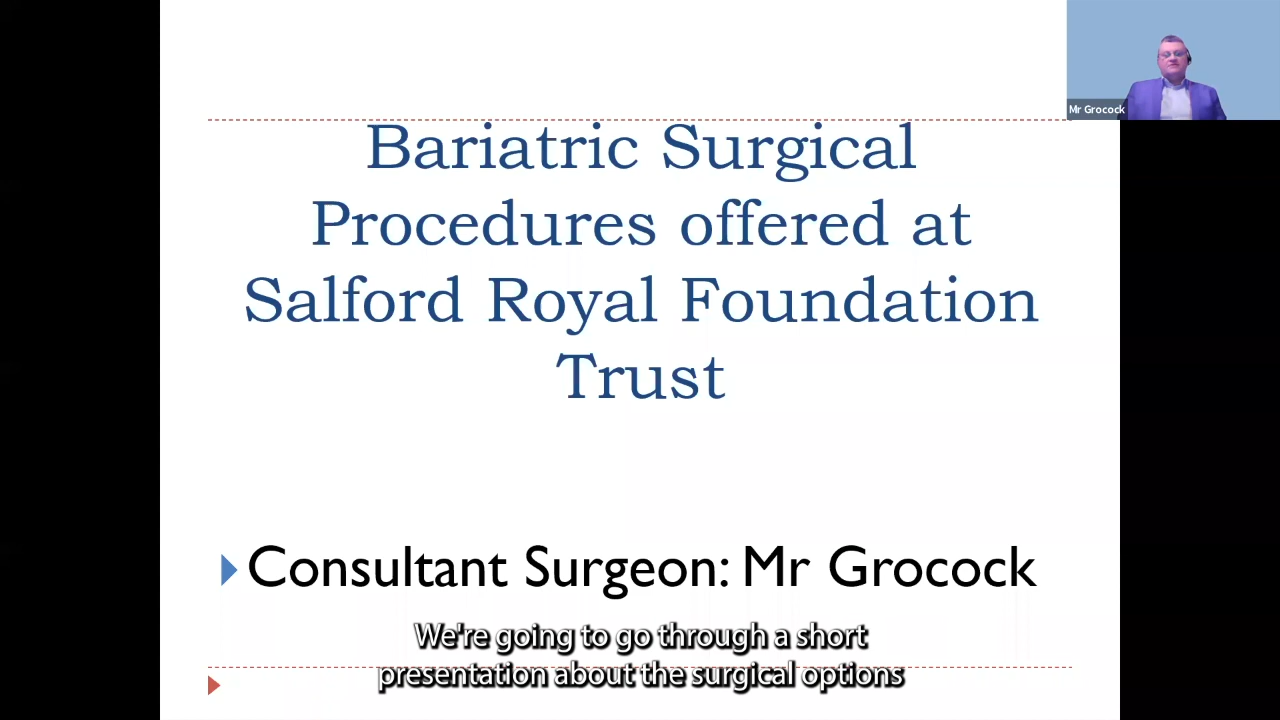 Mr Grocock
Bariatric Surgical
Procedures offered at
Salford Royal Foundation
Trust
Consultant Surgeon: Mr Grocock
We're going to go through a short
presentation about the surgical options